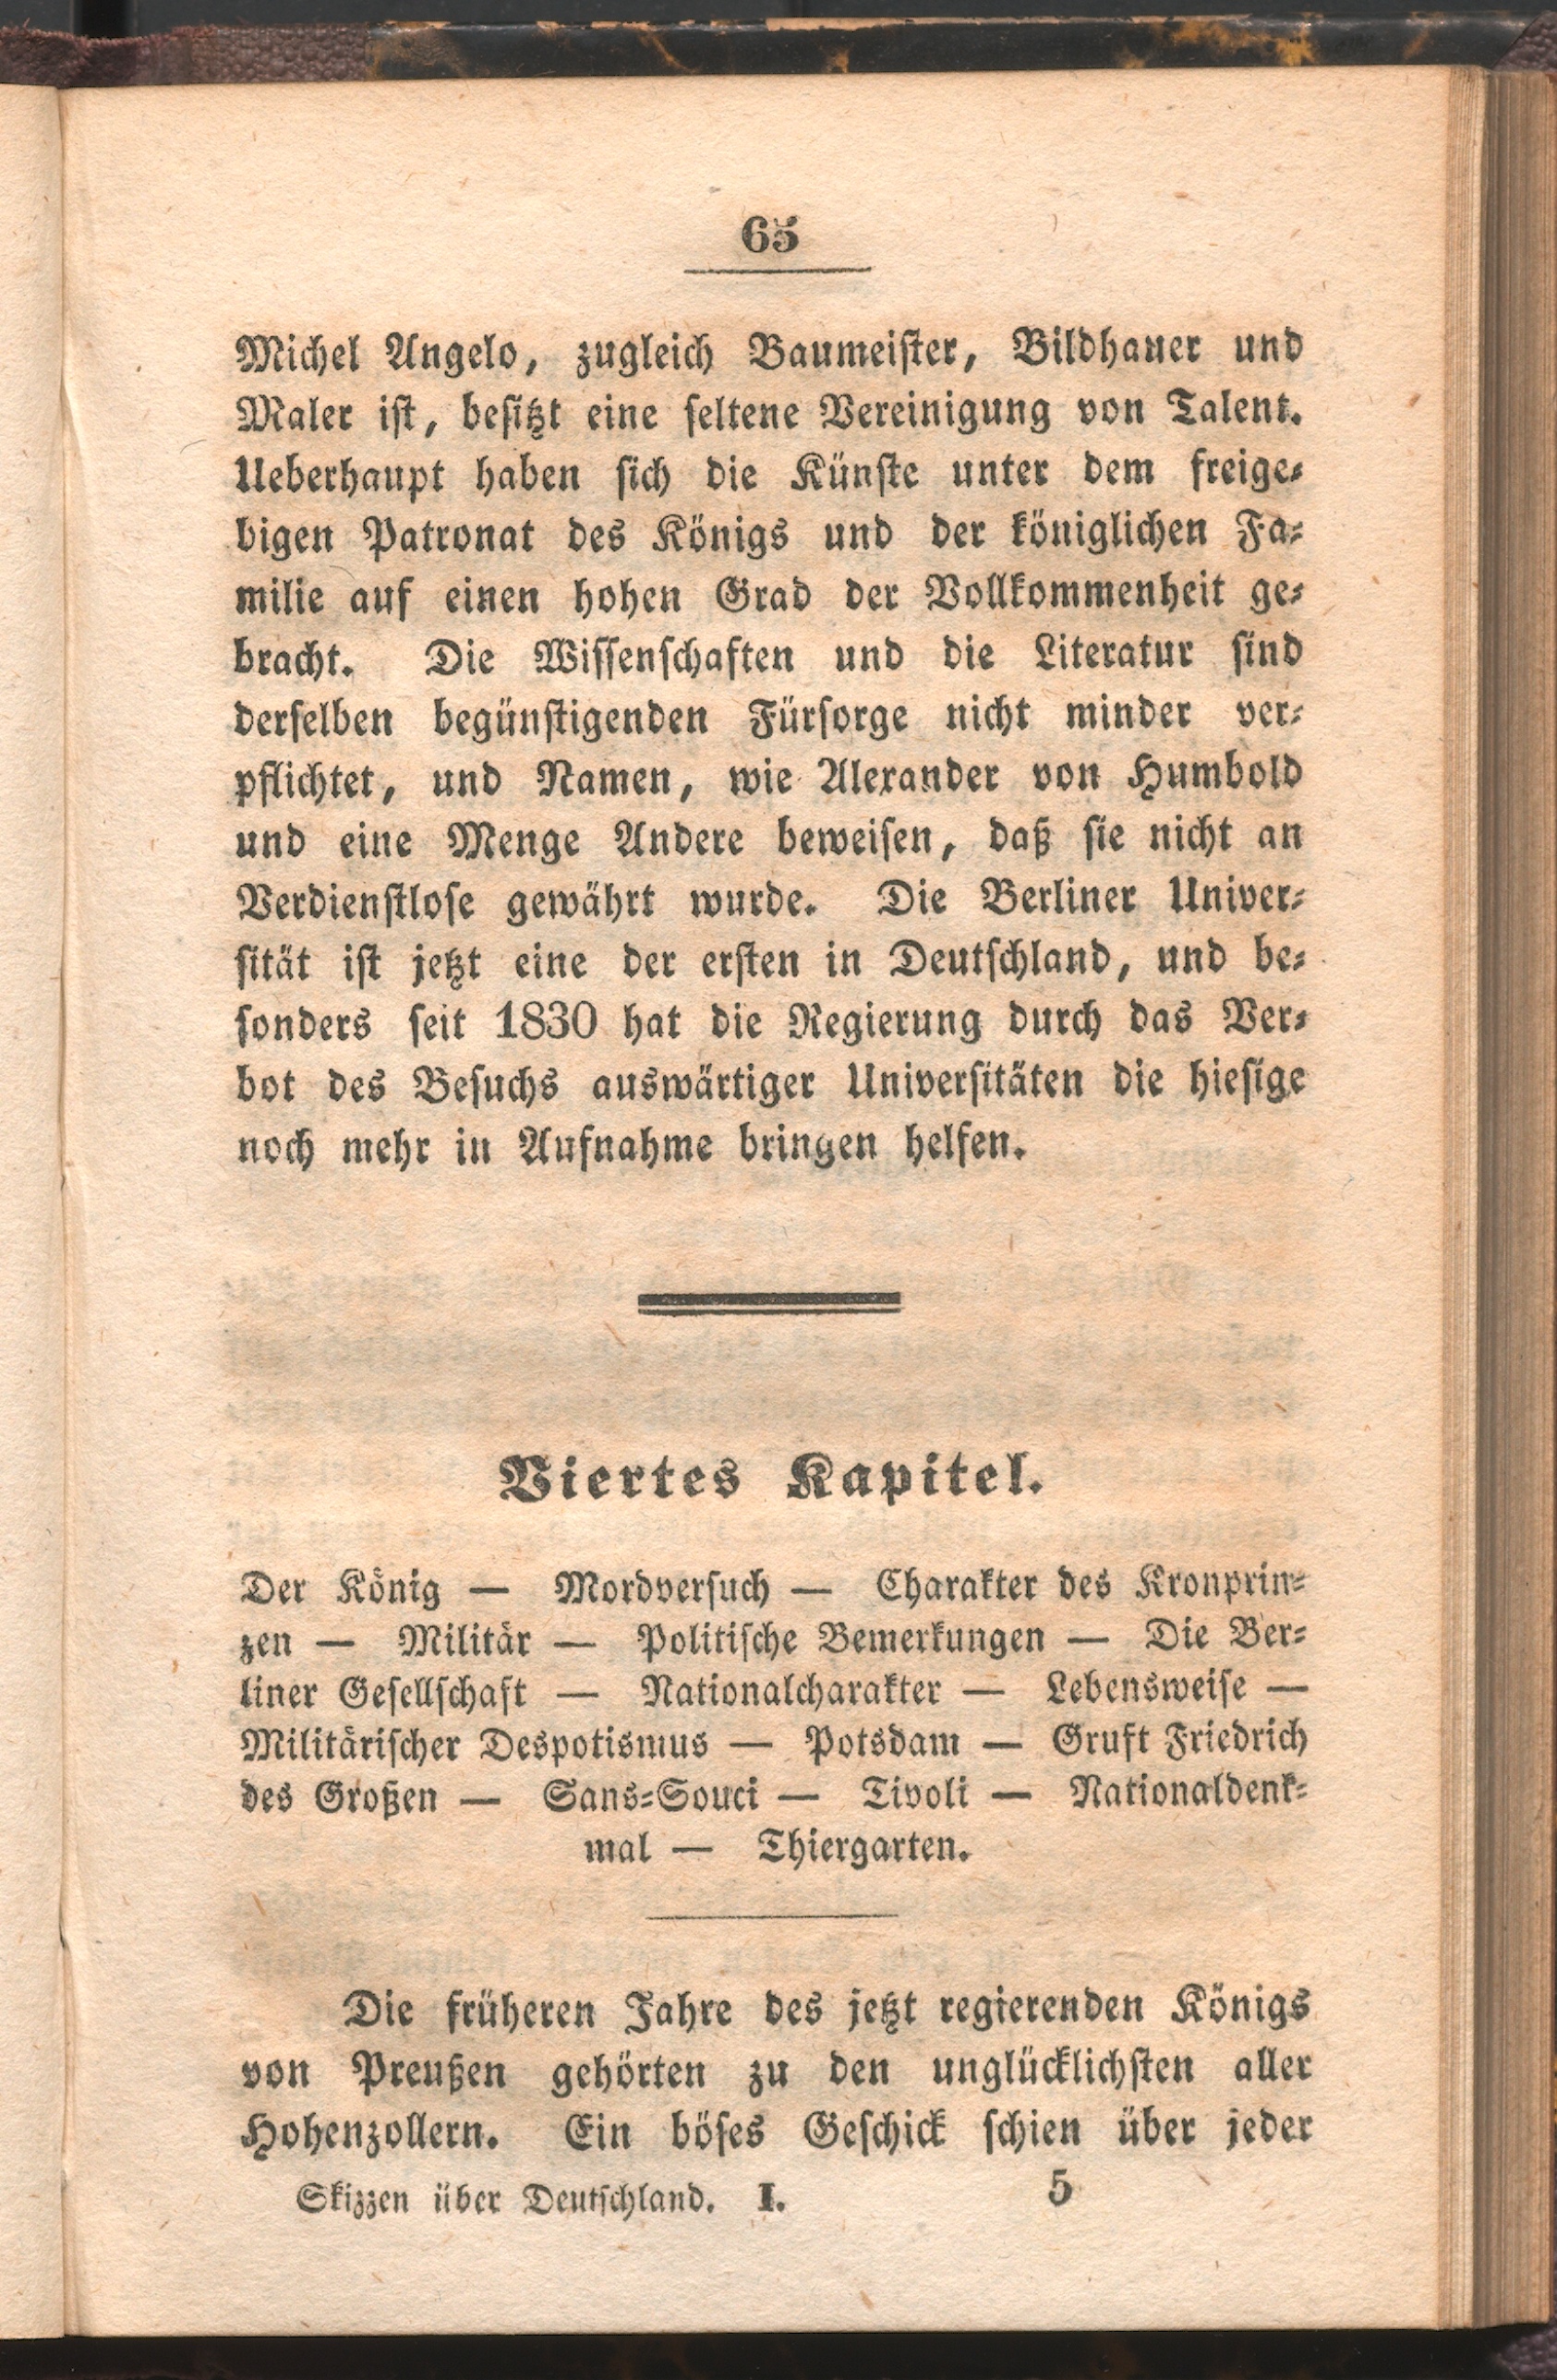 65
Michel Angelo, zugleich Baumeister, Bildhauer und
Maler ist, besitzt eine seltene Vereinigung von Talent.
Ueberhaupt haben sich die Künste unter dem freige-
bigen Patronat des Königs und der königlichen Fa-
milie auf einen hohen Grad der Vollkommenheit ge-
bracht. Die Wissenschaften und die Literatur sind
derselben begünstigenden Fürsorge nicht minder ver-
pflichtet, und Namen, wie Alexander von Humbold
und eine Menge Andere beweisen, daß sie nicht an
Verdienstlose gewährt wurde. Die Berliner Univer-
sität ist jetzt eine der ersten in Deutschland, und be-
sonders seit 1830 hat die Regierung durch das Ver-
bot des Besuchs auswärtiger Universitäten die hiesige
noch mehr in Aufnahme bringen helfen.
Viertes Kapitel.
Der König — Mordversuch — Charakter des Kronprin-
zen — Militär — Politische Bemerkungen — Die Ber-
liner Gesellschaft — Nationalcharakter — Lebensweise —
Militärischer Despotismus — Potsdam — Gruft Friedrich
des Großen — Sans-Souci — Tivoli — Nationaldenk-
mal — Thiergarten.
Die früheren Jahre des jetzt regierenden Königs
von Preußen gehörten zu den unglücklichsten aller
Hohenzollern. Ein böses Geschick schien über jeder
Skizzen über Deutschland. I. 5